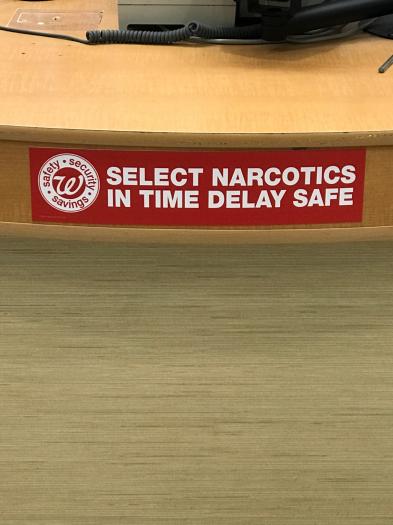 safety • security • savings
W
SELECT NARCOTICS
IN TIME DELAY SAFE